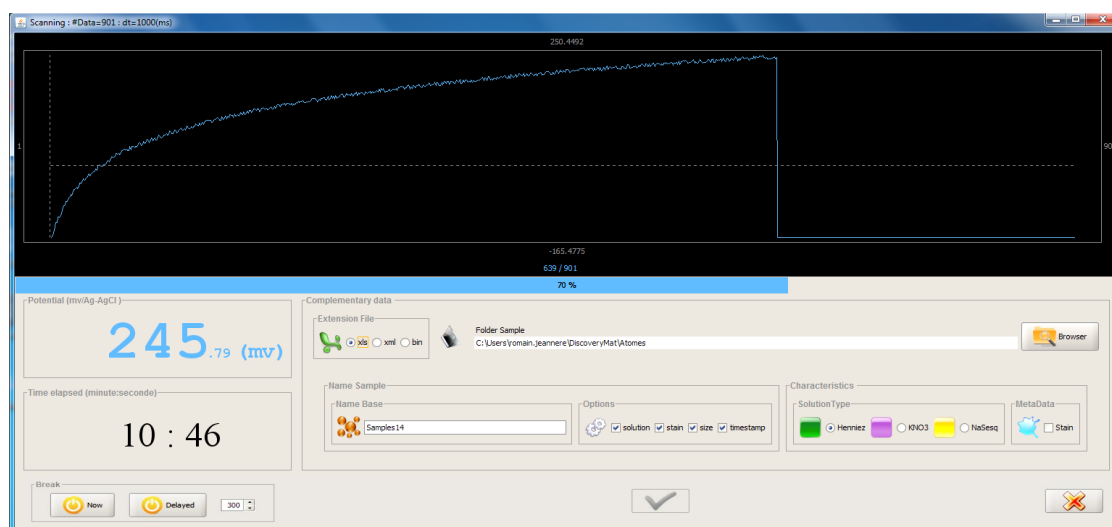 Scanning : #Data=901 : dt=1000(ms)
250.4492
1
90
-165.4775
639 / 901
70 %
Potential (mv/Ag-AgCl )
245.79 (mv)
Time elapsed (minute:seconde)
10 : 46
Break
Now Delayed 300
Complementary data
Extension File
xls xml bin
Folder Sample
C:\Users\romain.jeannere\DiscoveryMat\Atomes
Browser
Name Sample
Name Base
Samples14
Options
solution stain size timestamp
Characteristics
SolutionType
Henniez KNO3 NaSesq
MetaData
Stain